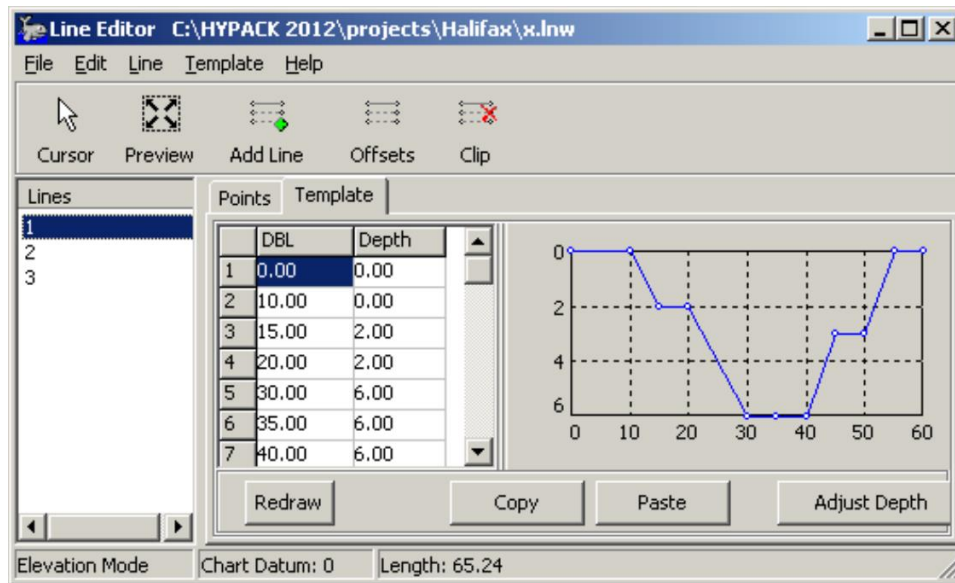 Line Editor C:\HYPACK 2012\projects\Halifax\x.lnw
File Edit Line Template Help
Cursor Preview Add Line Offsets Clip
Lines
1
2
3
Points Template
DBL Depth
1 0.00 0.00
2 10.00 0.00
3 15.00 2.00
4 20.00 2.00
5 30.00 6.00
6 35.00 6.00
7 40.00 6.00
0
2
4
6
0 10 20 30 40 50 60
Redraw Copy Paste Adjust Depth
Elevation Mode Chart Datum: 0 Length: 65.24